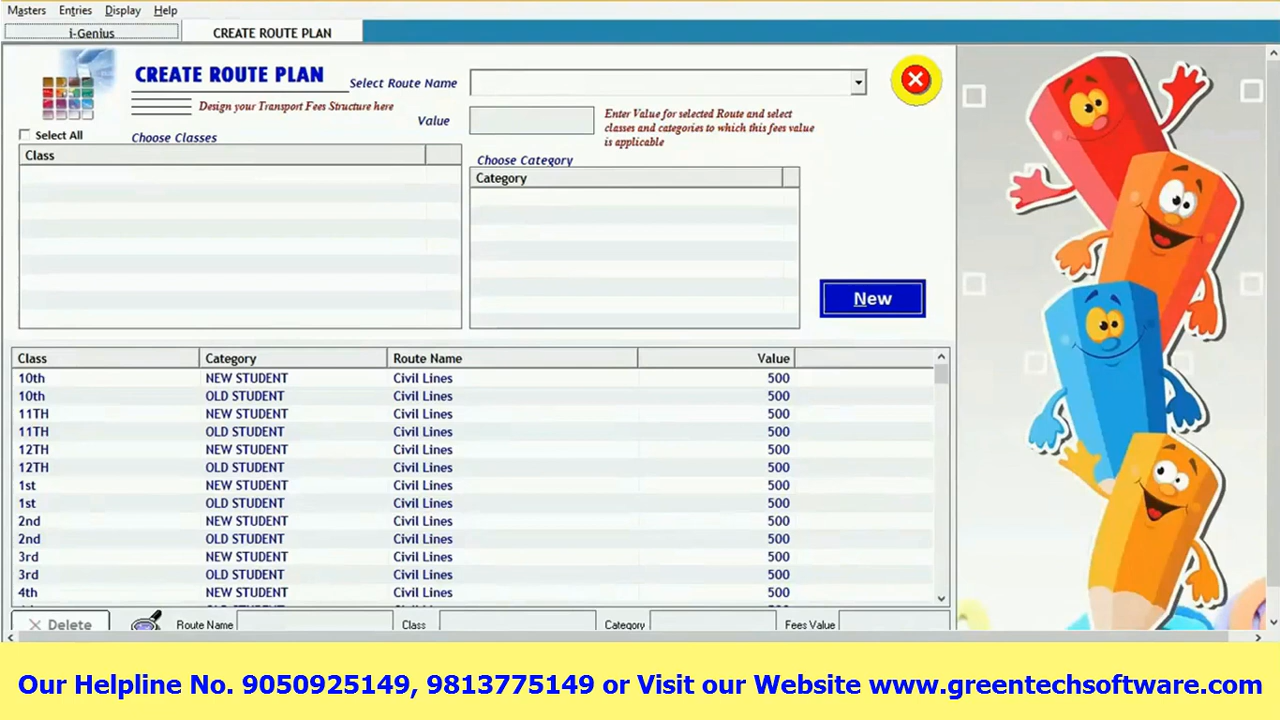 Masters Entries Display Help
i-Genius CREATE ROUTE PLAN
CREATE ROUTE PLAN
Select Route Name
Design your Transport Fees Structure here
Value
Enter Value for selected Route and select
classes and categories to which this fees value
is applicable
Select All
Choose Classes
Choose Category
Class
Category
New
Class Category Route Name Value
10th NEW STUDENT Civil Lines 500
10th OLD STUDENT Civil Lines 500
11TH NEW STUDENT Civil Lines 500
11TH OLD STUDENT Civil Lines 500
12TH NEW STUDENT Civil Lines 500
12TH OLD STUDENT Civil Lines 500
1st NEW STUDENT Civil Lines 500
1st OLD STUDENT Civil Lines 500
2nd NEW STUDENT Civil Lines 500
2nd OLD STUDENT Civil Lines 500
3rd NEW STUDENT Civil Lines 500
3rd OLD STUDENT Civil Lines 500
4th NEW STUDENT Civil Lines 500
Delete Route Name Class Category Fees Value
Our Helpline No. 9050925149, 9813775149 or Visit our Website www.greentechsoftware.com